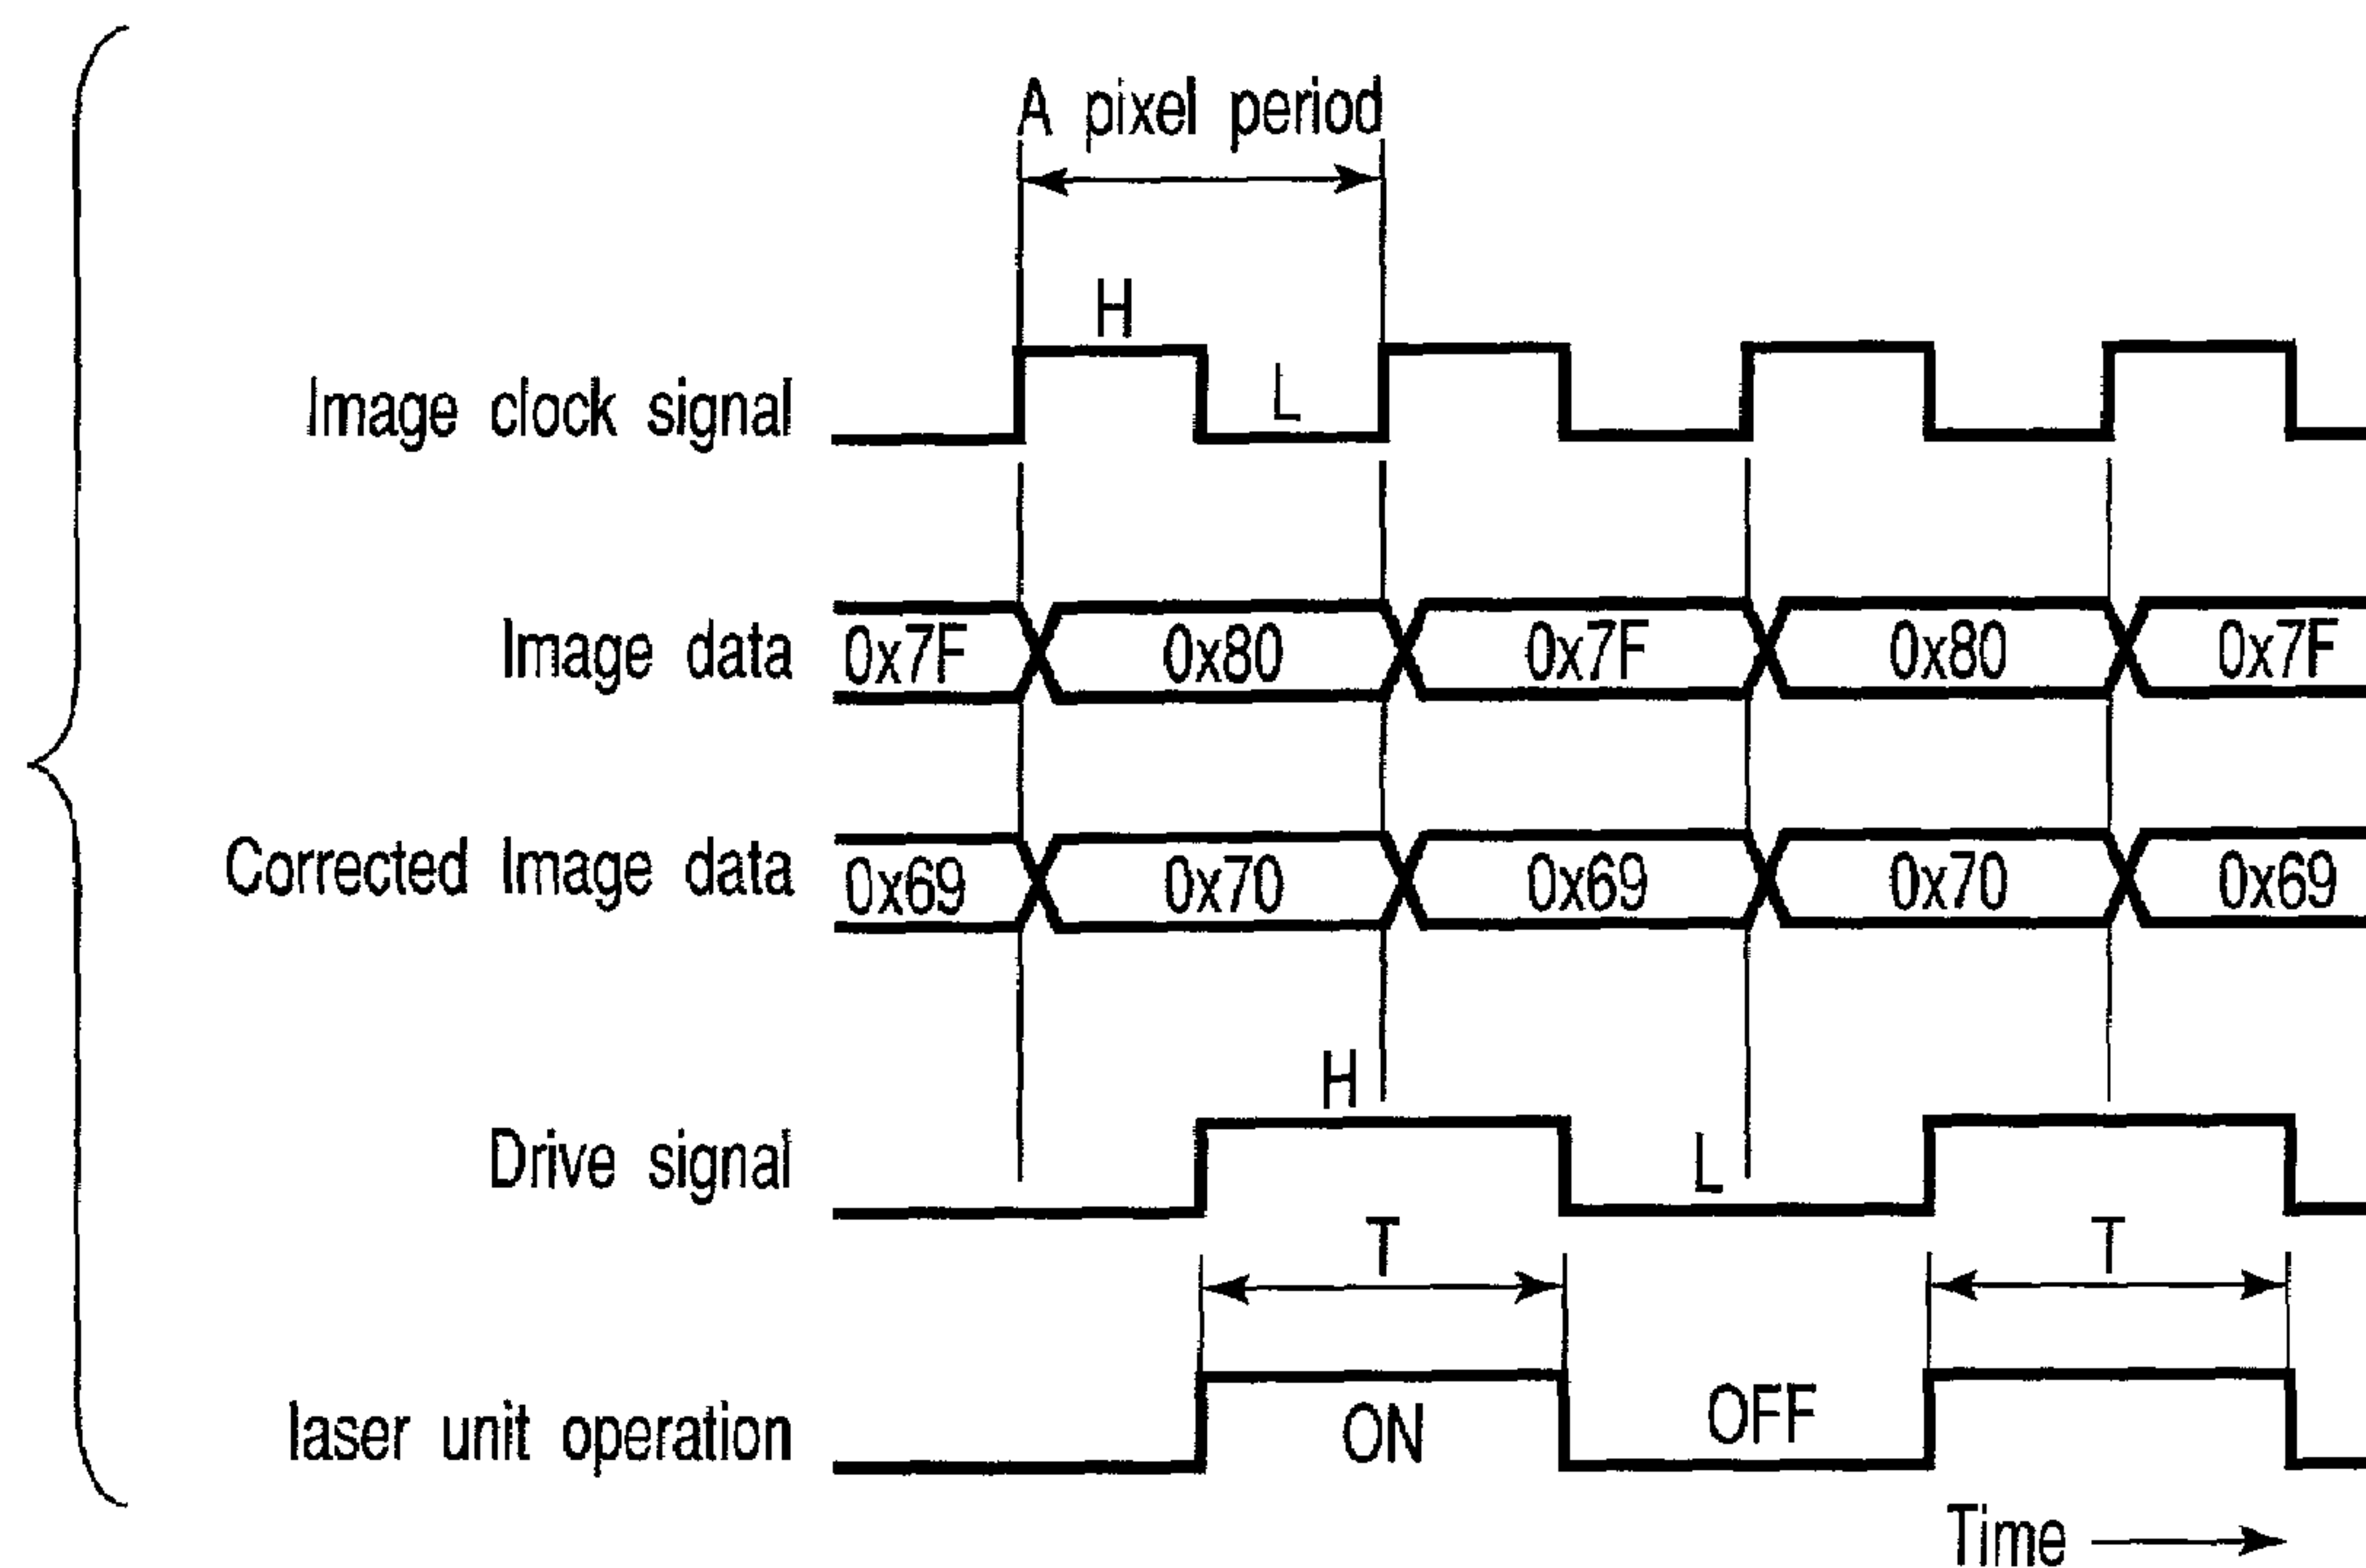 A pixel period
H
Image clock signal
L
Image data 0x7F 0x80 0x7F 0x80 0x7F
Corrected Image data 0x69 0x70 0x69 0x70 0x69
H
Drive signal
L
T T
laser unit operation ON OFF
Time